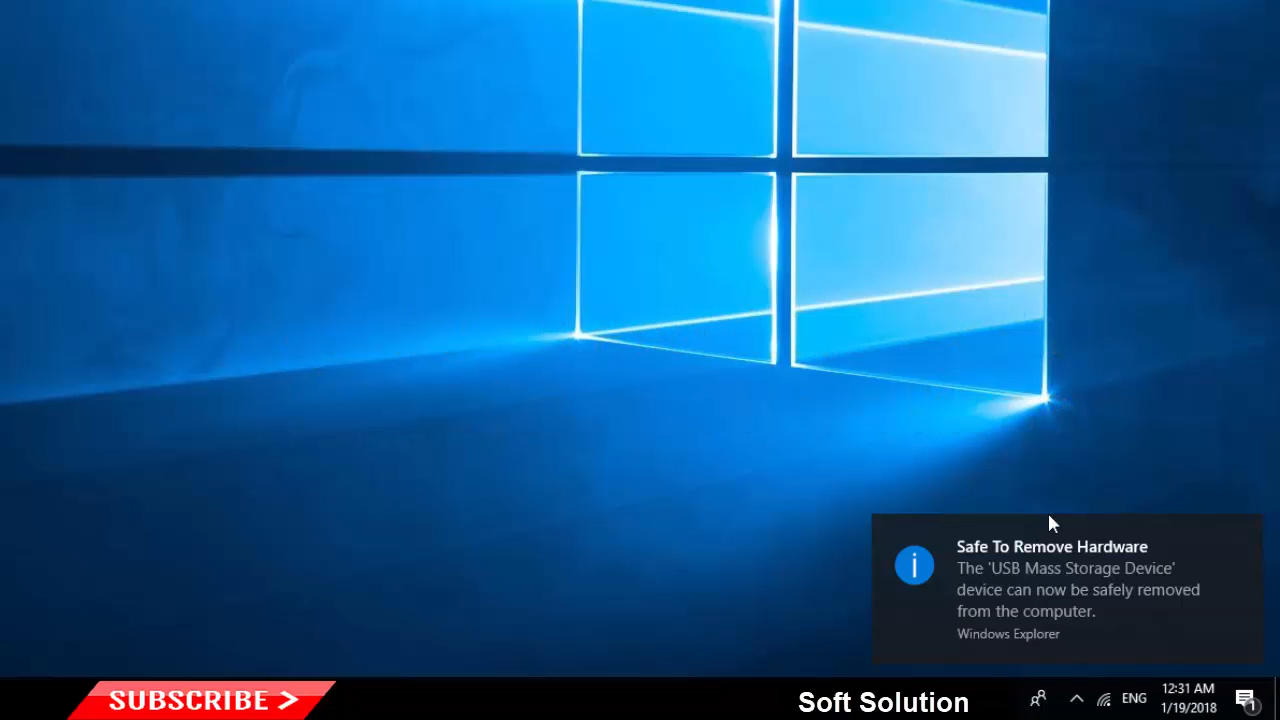 Safe To Remove Hardware
The 'USB Mass Storage Device'
device can now be safely removed
from the computer.
Windows Explorer
SUBSCRIBE >
Soft Solution
ENG
12:31 AM
1/19/2018
1